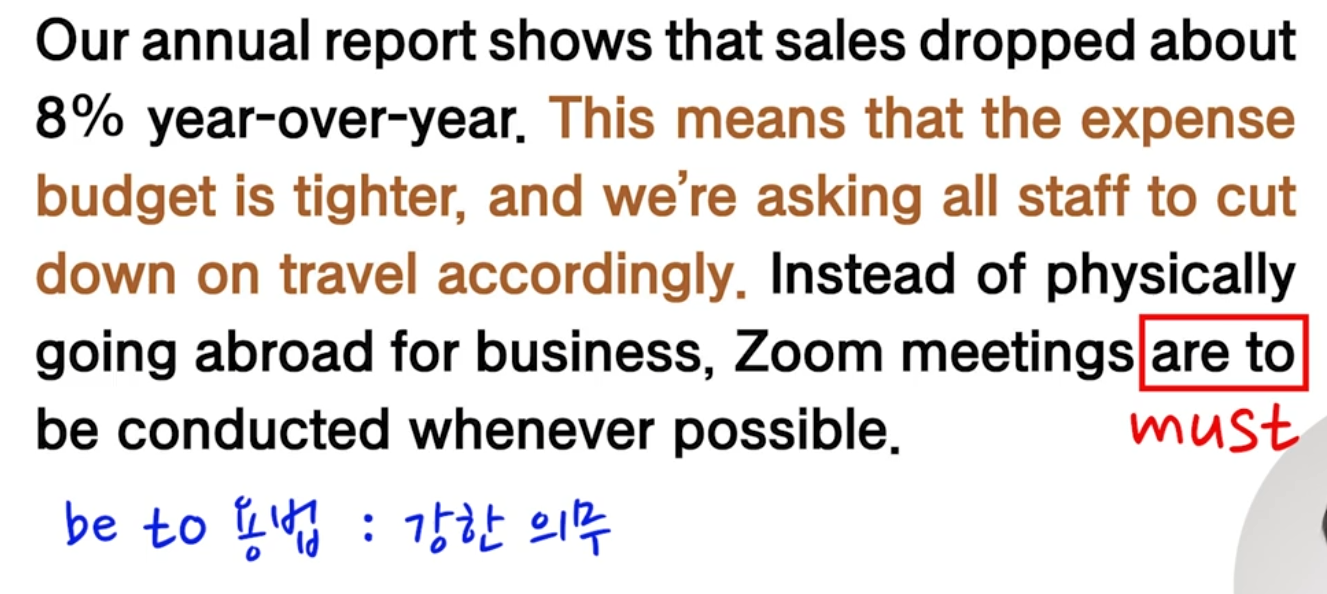 Our annual report shows that sales dropped about
8% year-over-year. This means that the expense
budget is tighter, and we’re asking all staff to cut
down on travel accordingly. Instead of physically
going abroad for business, Zoom meetings are to
be conducted whenever possible.
must
be to 용법 : 강한 의무